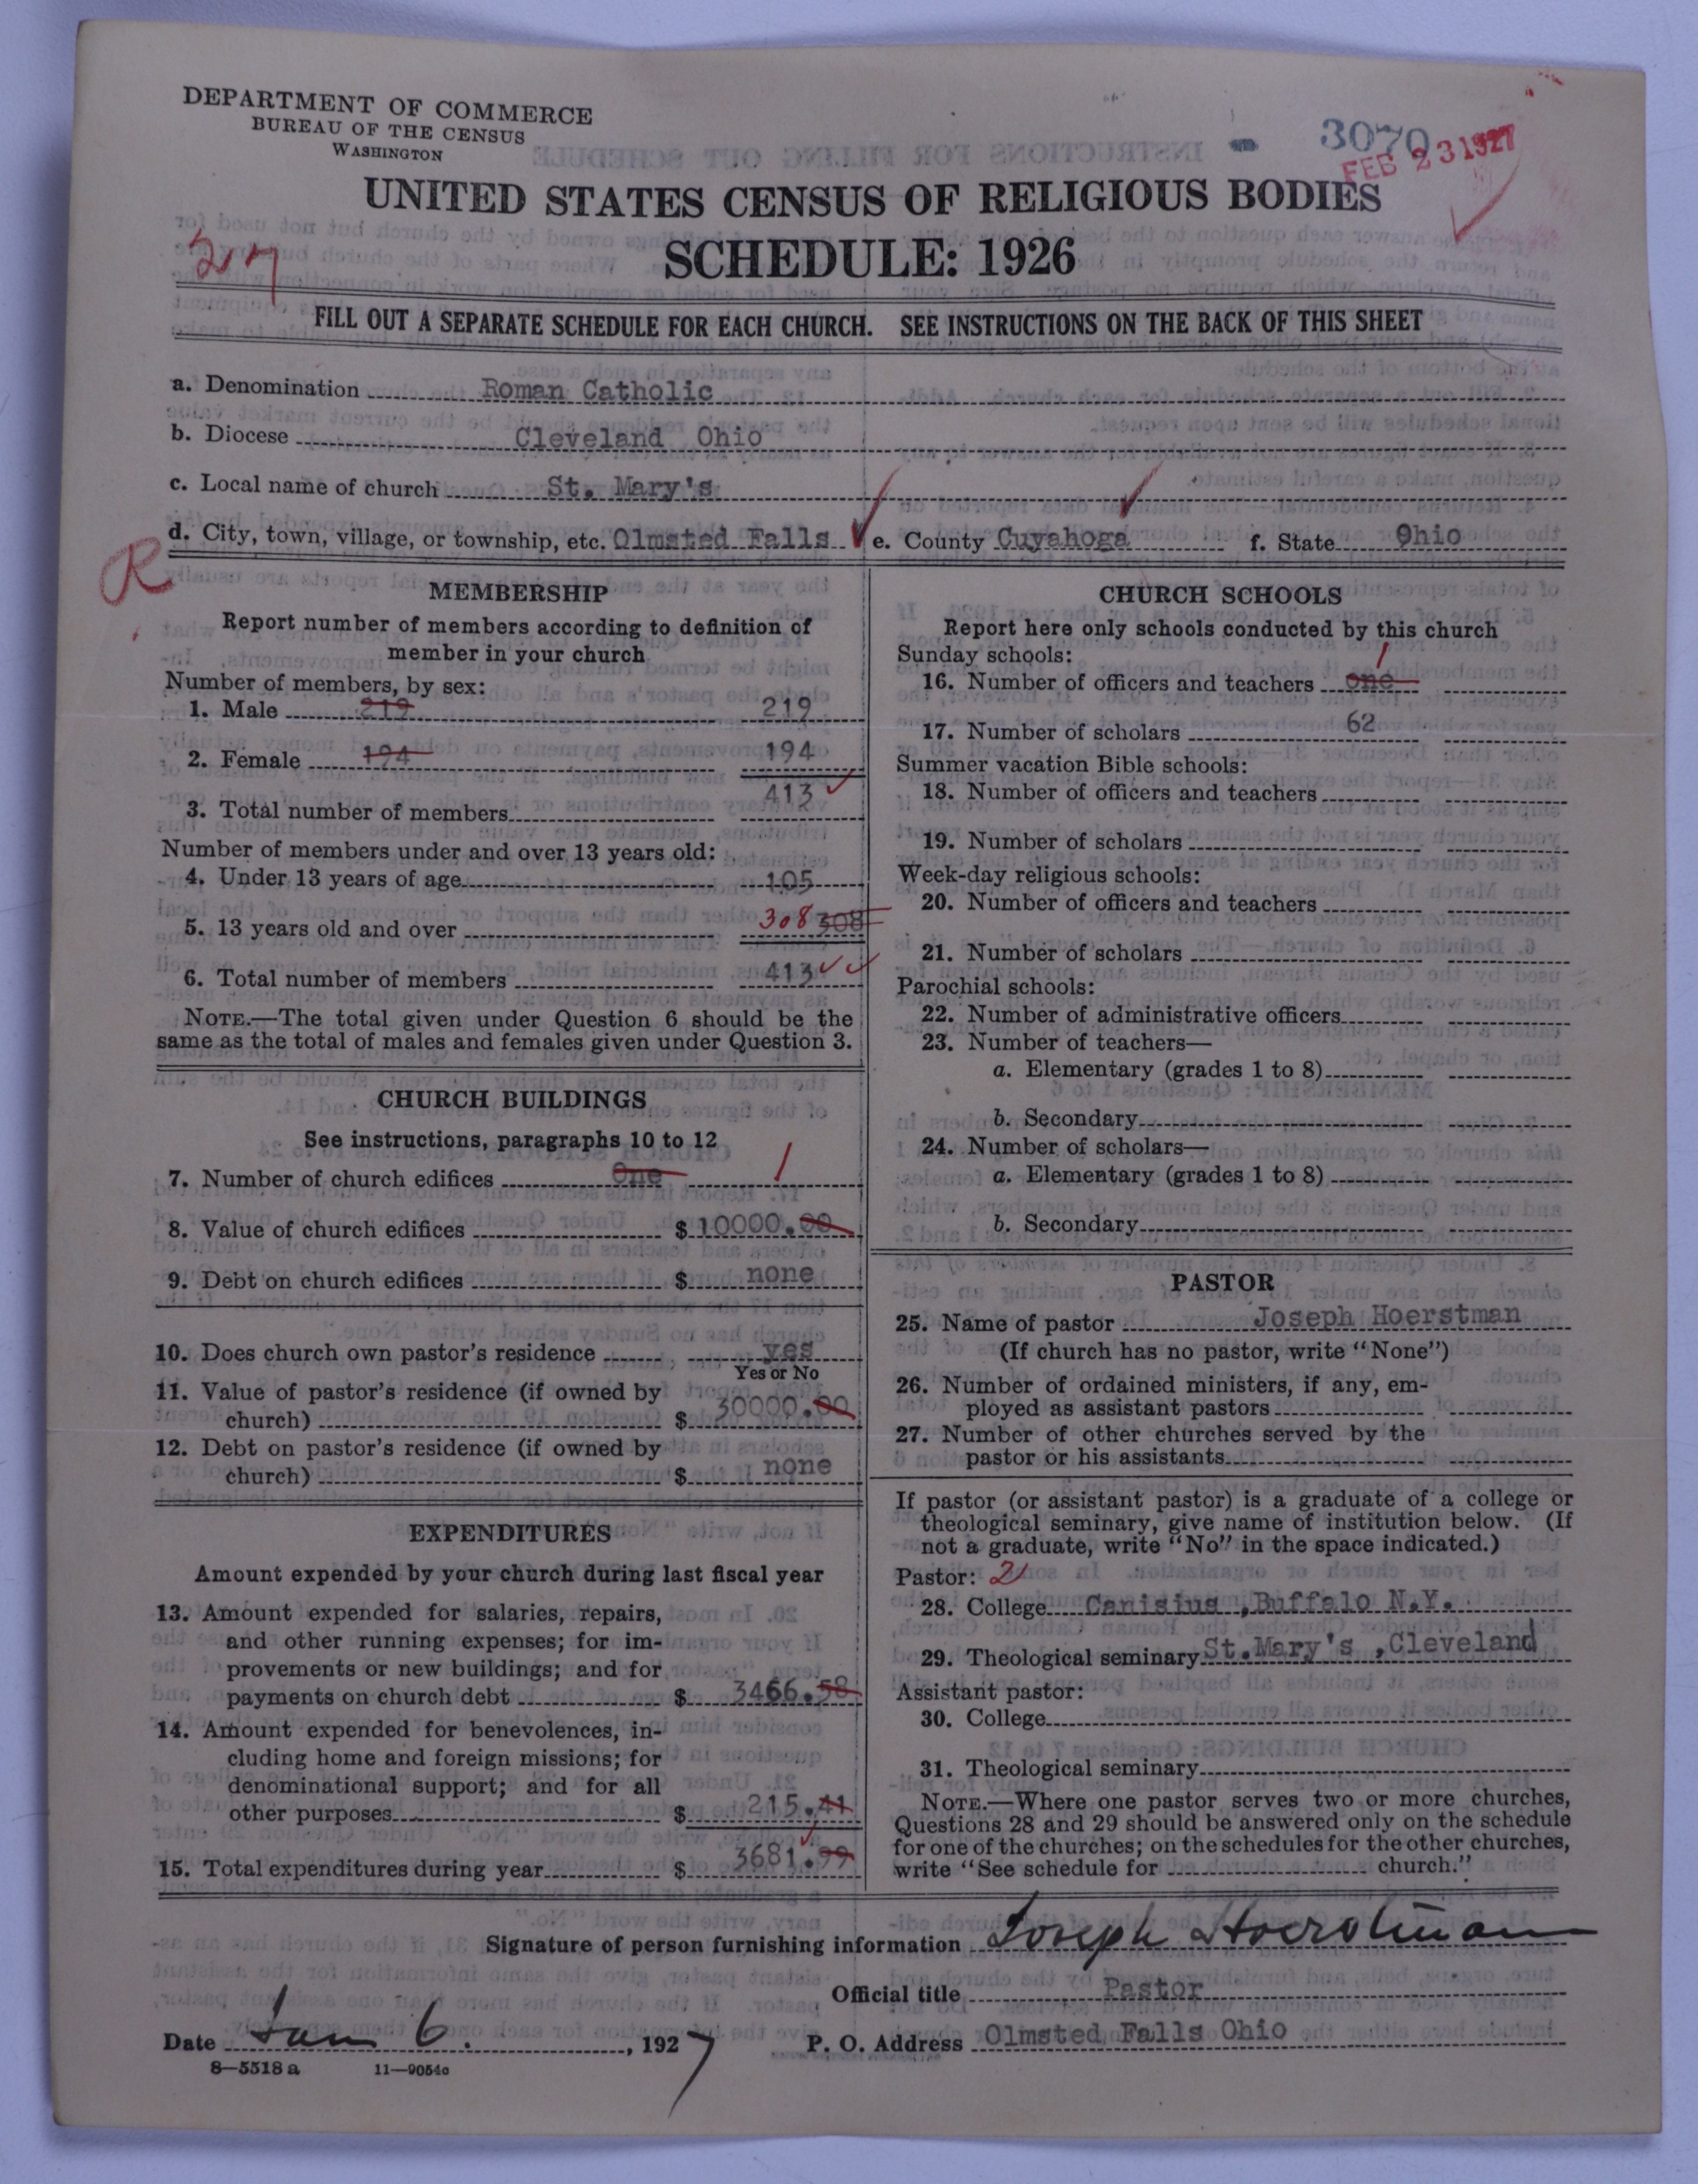 DEPARTMENT OF COMMERCE
BUREAU OF THE CENSUS
WASHINGTON
3070
FEB 23 1927
UNITED STATES CENSUS OF RELIGIOUS BODIES
SCHEDULE: 1926
FILL OUT A SEPARATE SCHEDULE FOR EACH CHURCH. SEE INSTRUCTIONS ON THE BACK OF THIS SHEET
a. Denomination Roman Catholic
b. Diocese Cleveland Ohio
c. Local name of church St. Mary's
d. City, town, village, or township, etc. Olmsted Falls e. County Cuyahoga f. State Ohio
R
MEMBERSHIP
Report number of members according to definition of
member in your church
Number of members, by sex:
1. Male 219 219
2. Female 194 194
3. Total number of members 413
Number of members under and over 13 years old:
4. Under 13 years of age 105
5. 13 years old and over 308 308
6. Total number of members 413
NOTE.—The total given under Question 6 should be the
same as the total of males and females given under Question 3.
CHURCH BUILDINGS
See instructions, paragraphs 10 to 12
7. Number of church edifices One 1
8. Value of church edifices $ 10000.00
9. Debt on church edifices $ none
10. Does church own pastor's residence yes
Yes or No
11. Value of pastor's residence (if owned by
church) $ 30000.00
12. Debt on pastor's residence (if owned by
church) $ none
EXPENDITURES
Amount expended by your church during last fiscal year
13. Amount expended for salaries, repairs,
and other running expenses; for im-
provements or new buildings; and for
payments on church debt $ 3466.58
14. Amount expended for benevolences, in-
cluding home and foreign missions; for
denominational support; and for all
other purposes $ 215.41
15. Total expenditures during year $ 3681.99
CHURCH SCHOOLS
Report here only schools conducted by this church
Sunday schools:
16. Number of officers and teachers one 1
17. Number of scholars 62
Summer vacation Bible schools:
18. Number of officers and teachers
19. Number of scholars
Week-day religious schools:
20. Number of officers and teachers
21. Number of scholars
Parochial schools:
22. Number of administrative officers
23. Number of teachers—
a. Elementary (grades 1 to 8)
b. Secondary
24. Number of scholars—
a. Elementary (grades 1 to 8)
b. Secondary
PASTOR
25. Name of pastor Joseph Hoerstman
(If church has no pastor, write "None")
26. Number of ordained ministers, if any, em-
ployed as assistant pastors
27. Number of other churches served by the
pastor or his assistants
If pastor (or assistant pastor) is a graduate of a college or
theological seminary, give name of institution below. (If
not a graduate, write "No" in the space indicated.)
Pastor: 21
28. College Canisius ,Buffalo N.Y.
29. Theological seminary St.Mary's ,Cleveland
Assistant pastor:
30. College
31. Theological seminary
NOTE.—Where one pastor serves two or more churches,
Questions 28 and 29 should be answered only on the schedule
for one of the churches; on the schedules for the other churches,
write "See schedule for church."
Signature of person furnishing information Joseph Hoerstman
Official title Pastor
Date Jan 6. , 1927 P. O. Address Olmsted Falls Ohio
8—5518 a 11—9054c